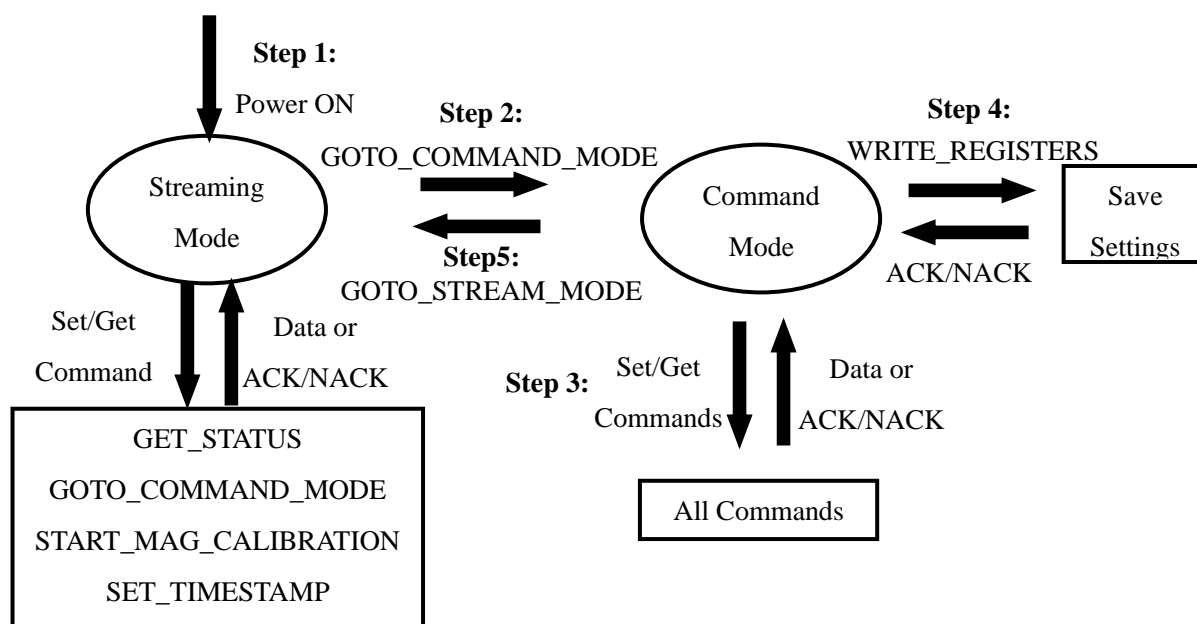 Step 1:
Power ON
Streaming
Mode
Step 2:
GOTO_COMMAND_MODE
Step5:
GOTO_STREAM_MODE
Command
Mode
Step 4:
WRITE_REGISTERS
ACK/NACK
Save
Settings
Set/Get
Command
Data or
ACK/NACK
GET_STATUS
GOTO_COMMAND_MODE
START_MAG_CALIBRATION
SET_TIMESTAMP
Step 3:
Set/Get
Commands
Data or
ACK/NACK
All Commands